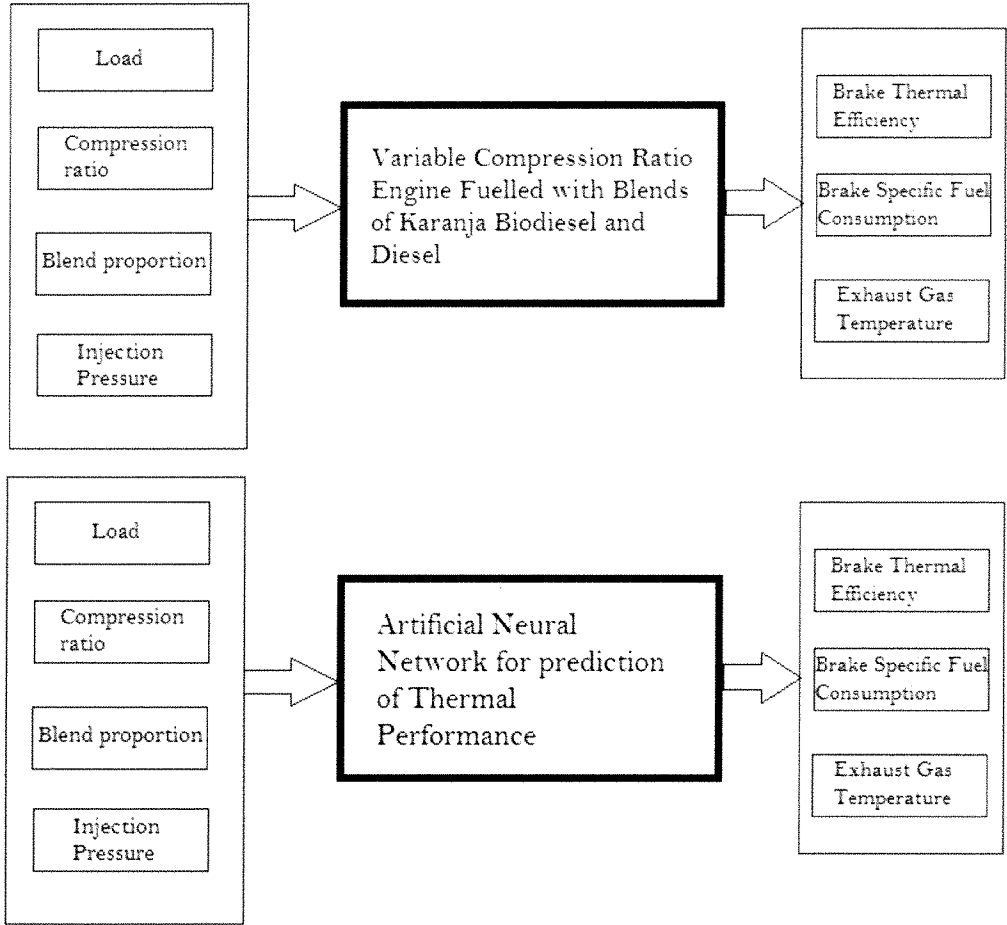 Load
Compression
ratio
Blend proportion
Injection
Pressure
Variable Compression Ratio
Engine Fuelled with Blends
of Karanja Biodiesel and
Diesel
Brake Thermal
Efficiency
Brake Specific Fuel
Consumption
Exhaust Gas
Temperature
Load
Compression
ratio
Blend proportion
Injection
Pressure
Artificial Neural
Network for prediction
of Thermal
Performance
Brake Thermal
Efficiency
Brake Specific Fuel
Consumption
Exhaust Gas
Temperature